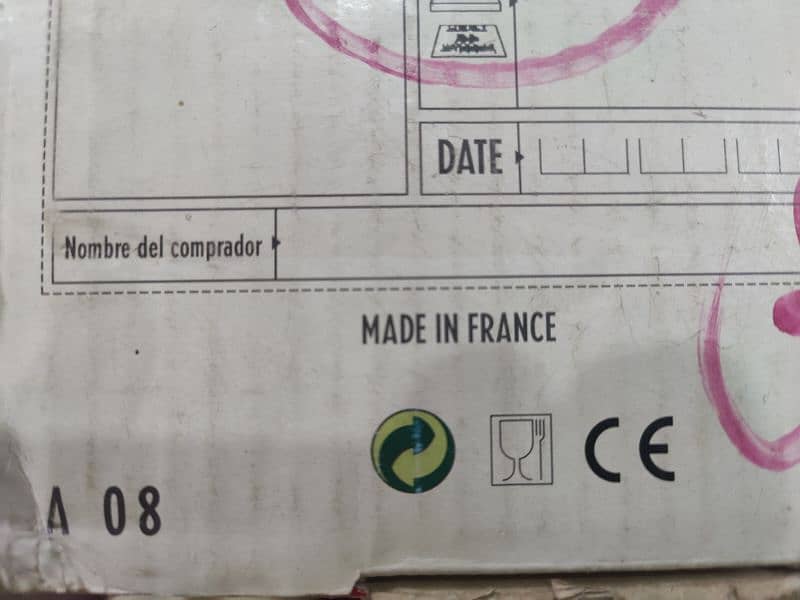 DATE
Nombre del comprador
MADE IN FRANCE
CE
A 08